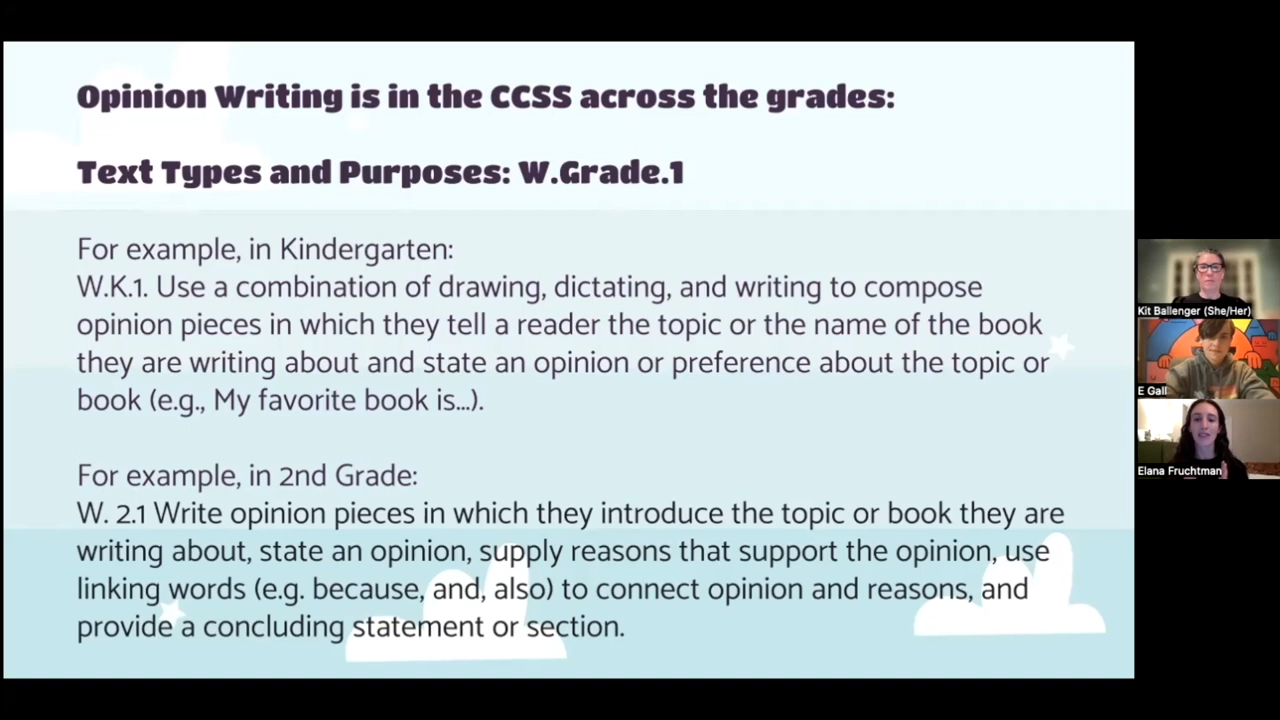 Opinion Writing is in the CCSS across the grades:
Text Types and Purposes: W.Grade.1
For example, in Kindergarten:
W.K.1. Use a combination of drawing, dictating, and writing to compose
opinion pieces in which they tell a reader the topic or the name of the book
they are writing about and state an opinion or preference about the topic or
book (e.g., My favorite book is...).
For example, in 2nd Grade:
W. 2.1 Write opinion pieces in which they introduce the topic or book they are
writing about, state an opinion, supply reasons that support the opinion, use
linking words (e.g. because, and, also) to connect opinion and reasons, and
provide a concluding statement or section.
Kit Ballenger (She/Her)
E Gall
Elana Fruchtman